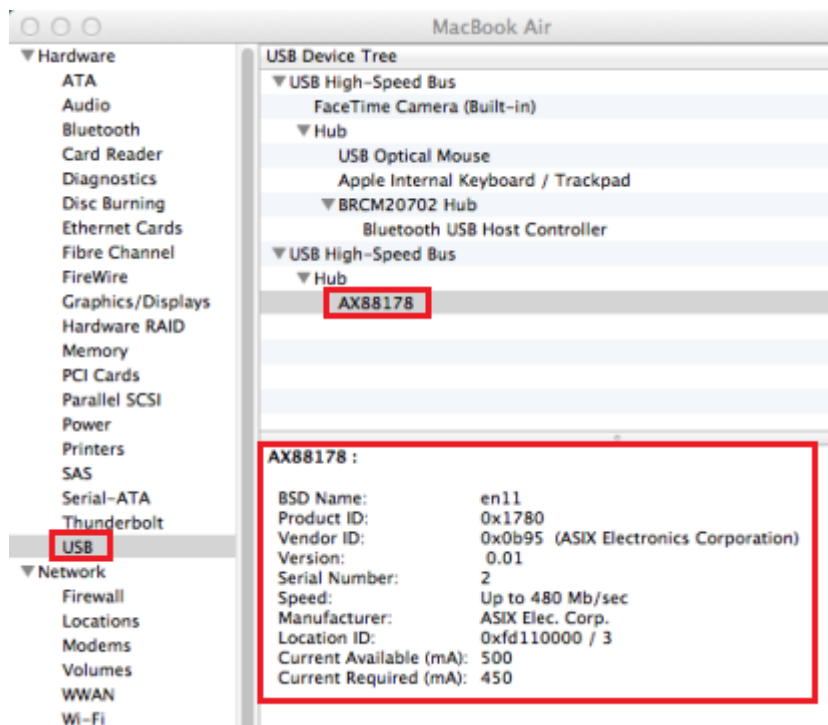 MacBook Air
Hardware
ATA
Audio
Bluetooth
Card Reader
Diagnostics
Disc Burning
Ethernet Cards
Fibre Channel
FireWire
Graphics/Displays
Hardware RAID
Memory
PCI Cards
Parallel SCSI
Power
Printers
SAS
Serial-ATA
Thunderbolt
USB
Network
Firewall
Locations
Modems
Volumes
WWAN
Wi-Fi
USB Device Tree
USB High-Speed Bus
FaceTime Camera (Built-in)
Hub
USB Optical Mouse
Apple Internal Keyboard / Trackpad
BRCM20702 Hub
Bluetooth USB Host Controller
USB High-Speed Bus
Hub
AX88178
AX88178 :
BSD Name: en11
Product ID: 0x1780
Vendor ID: 0x0b95 (ASIX Electronics Corporation)
Version: 0.01
Serial Number: 2
Speed: Up to 480 Mb/sec
Manufacturer: ASIX Elec. Corp.
Location ID: 0xfd110000 / 3
Current Available (mA): 500
Current Required (mA): 450